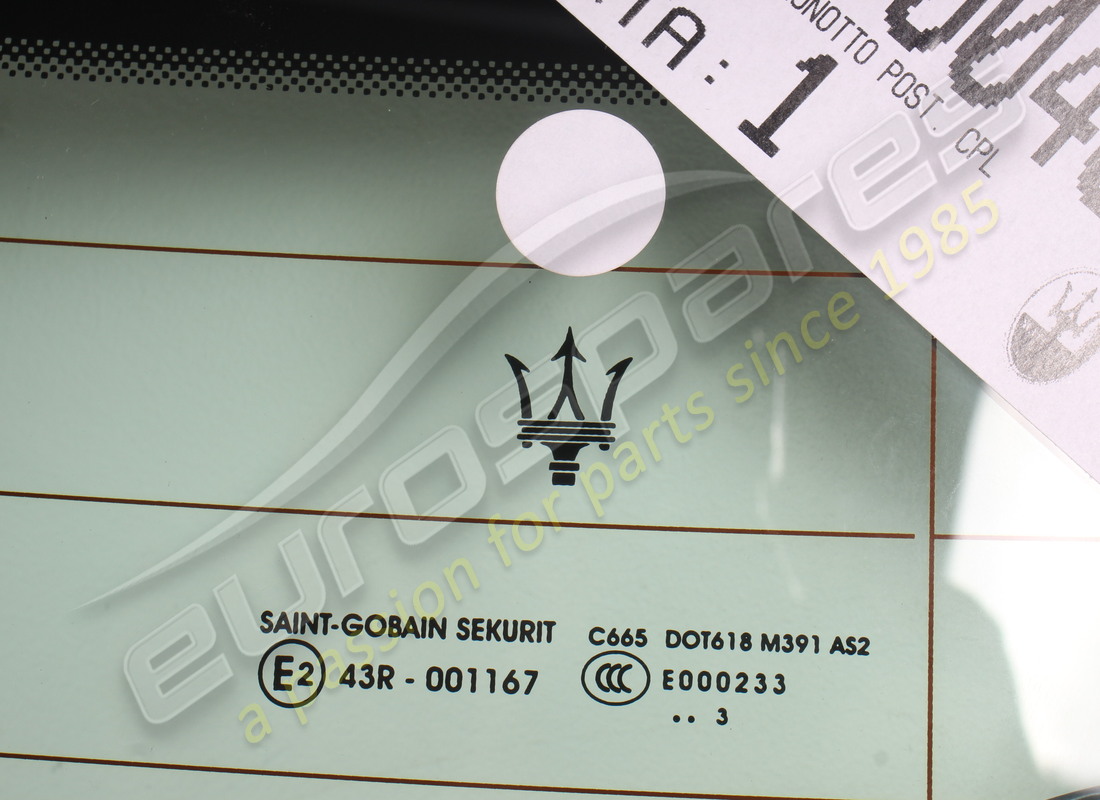 : 1
POST. CPL
eurospares
a passion for parts since 1985
SAINT-GOBAIN SEKURIT
C665 DOT618 M391 AS2
E2 43R - 001167
CCC E000233
•• 3